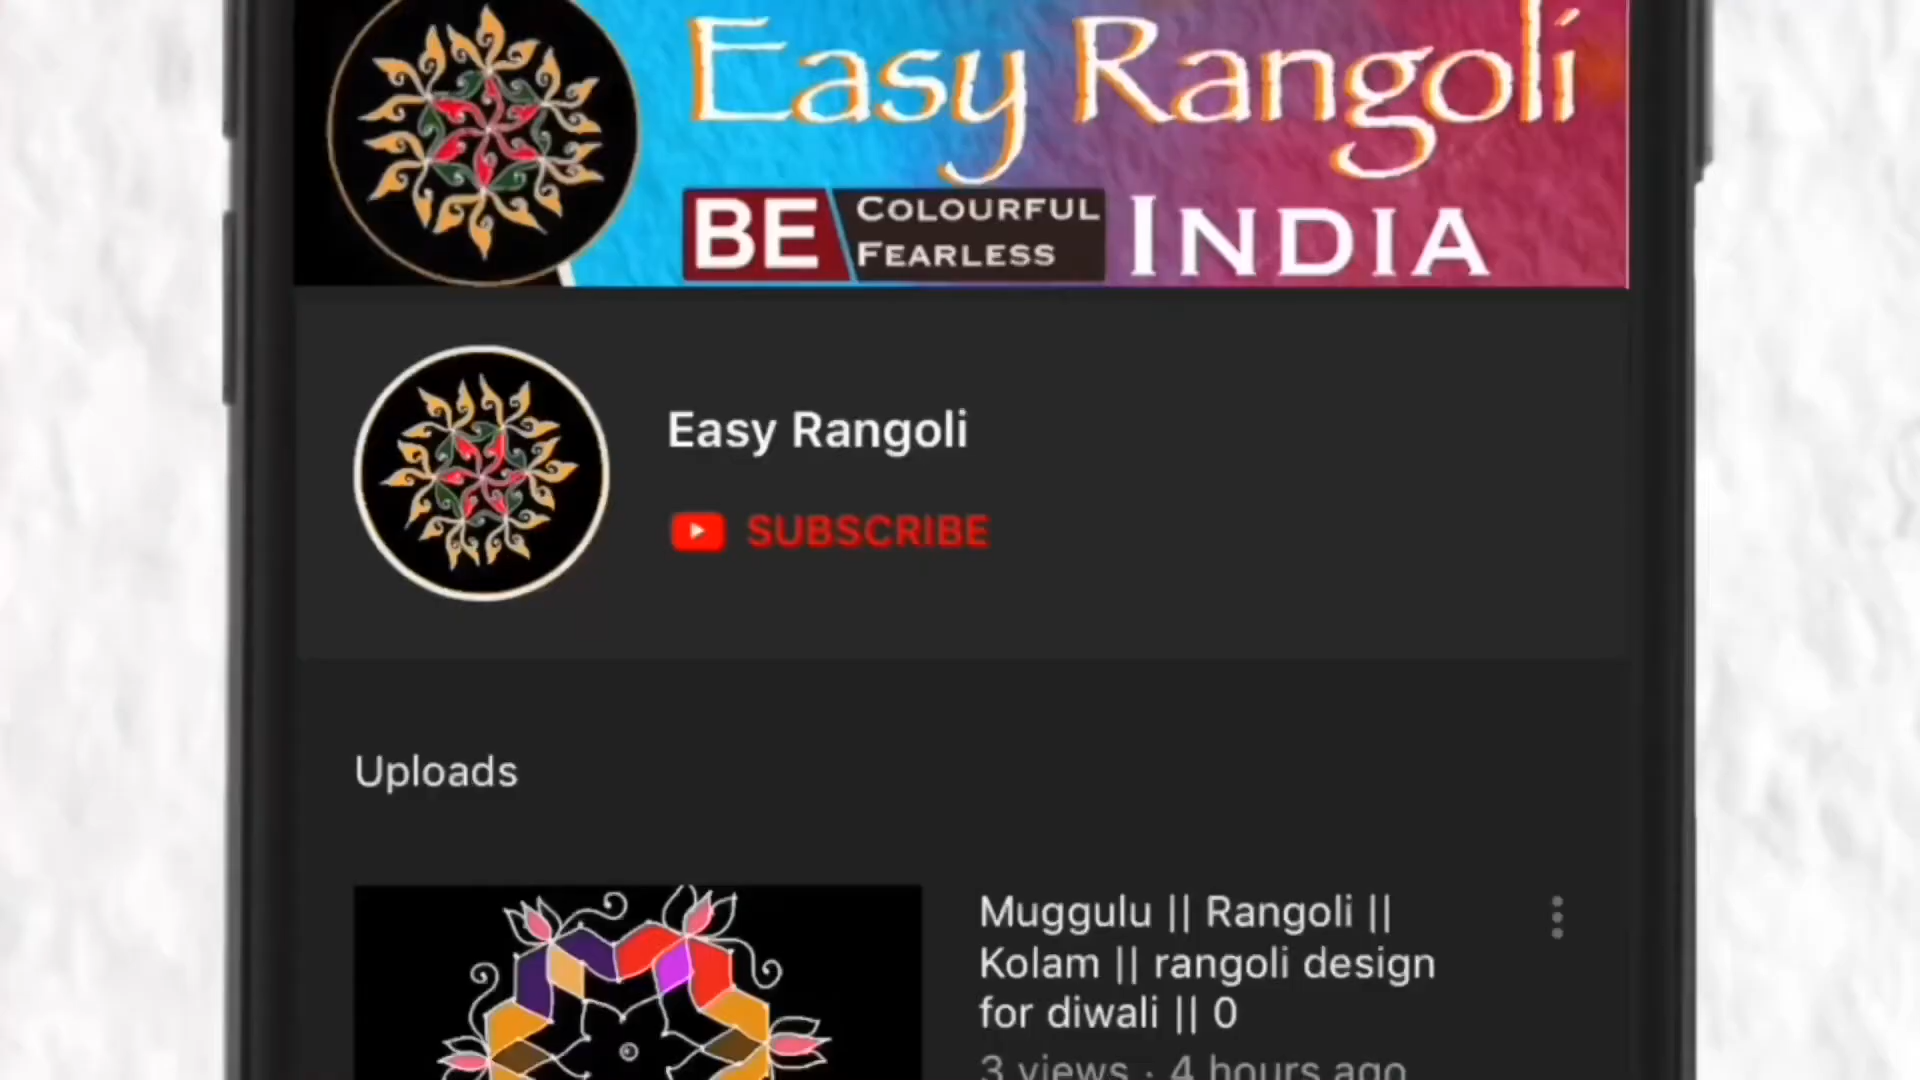 Easy Rangoli
BE COLOURFUL
FEARLESS
INDIA
Easy Rangoli
SUBSCRIBE
Uploads
Muggulu || Rangoli ||
Kolam || rangoli design
for diwali || 0
3 views · 4 hours ago